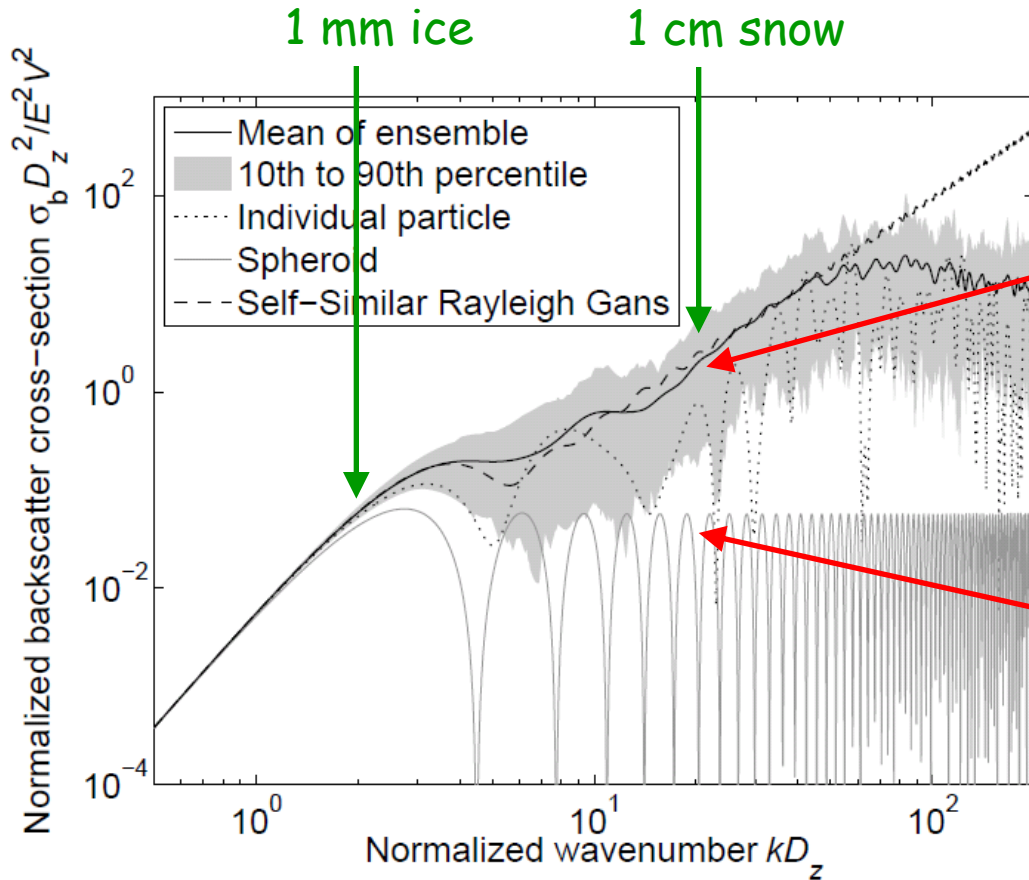 1 mm ice
1 cm snow
Mean of ensemble
10th to 90th percentile
Individual particle
Spheroid
Self−Similar Rayleigh Gans
Normalized backscatter cross-section σ_b D_z^2/E^2V^2
10^2
10^0
10^-2
10^-4
10^0
10^1
10^2
Normalized wavenumber kD_z